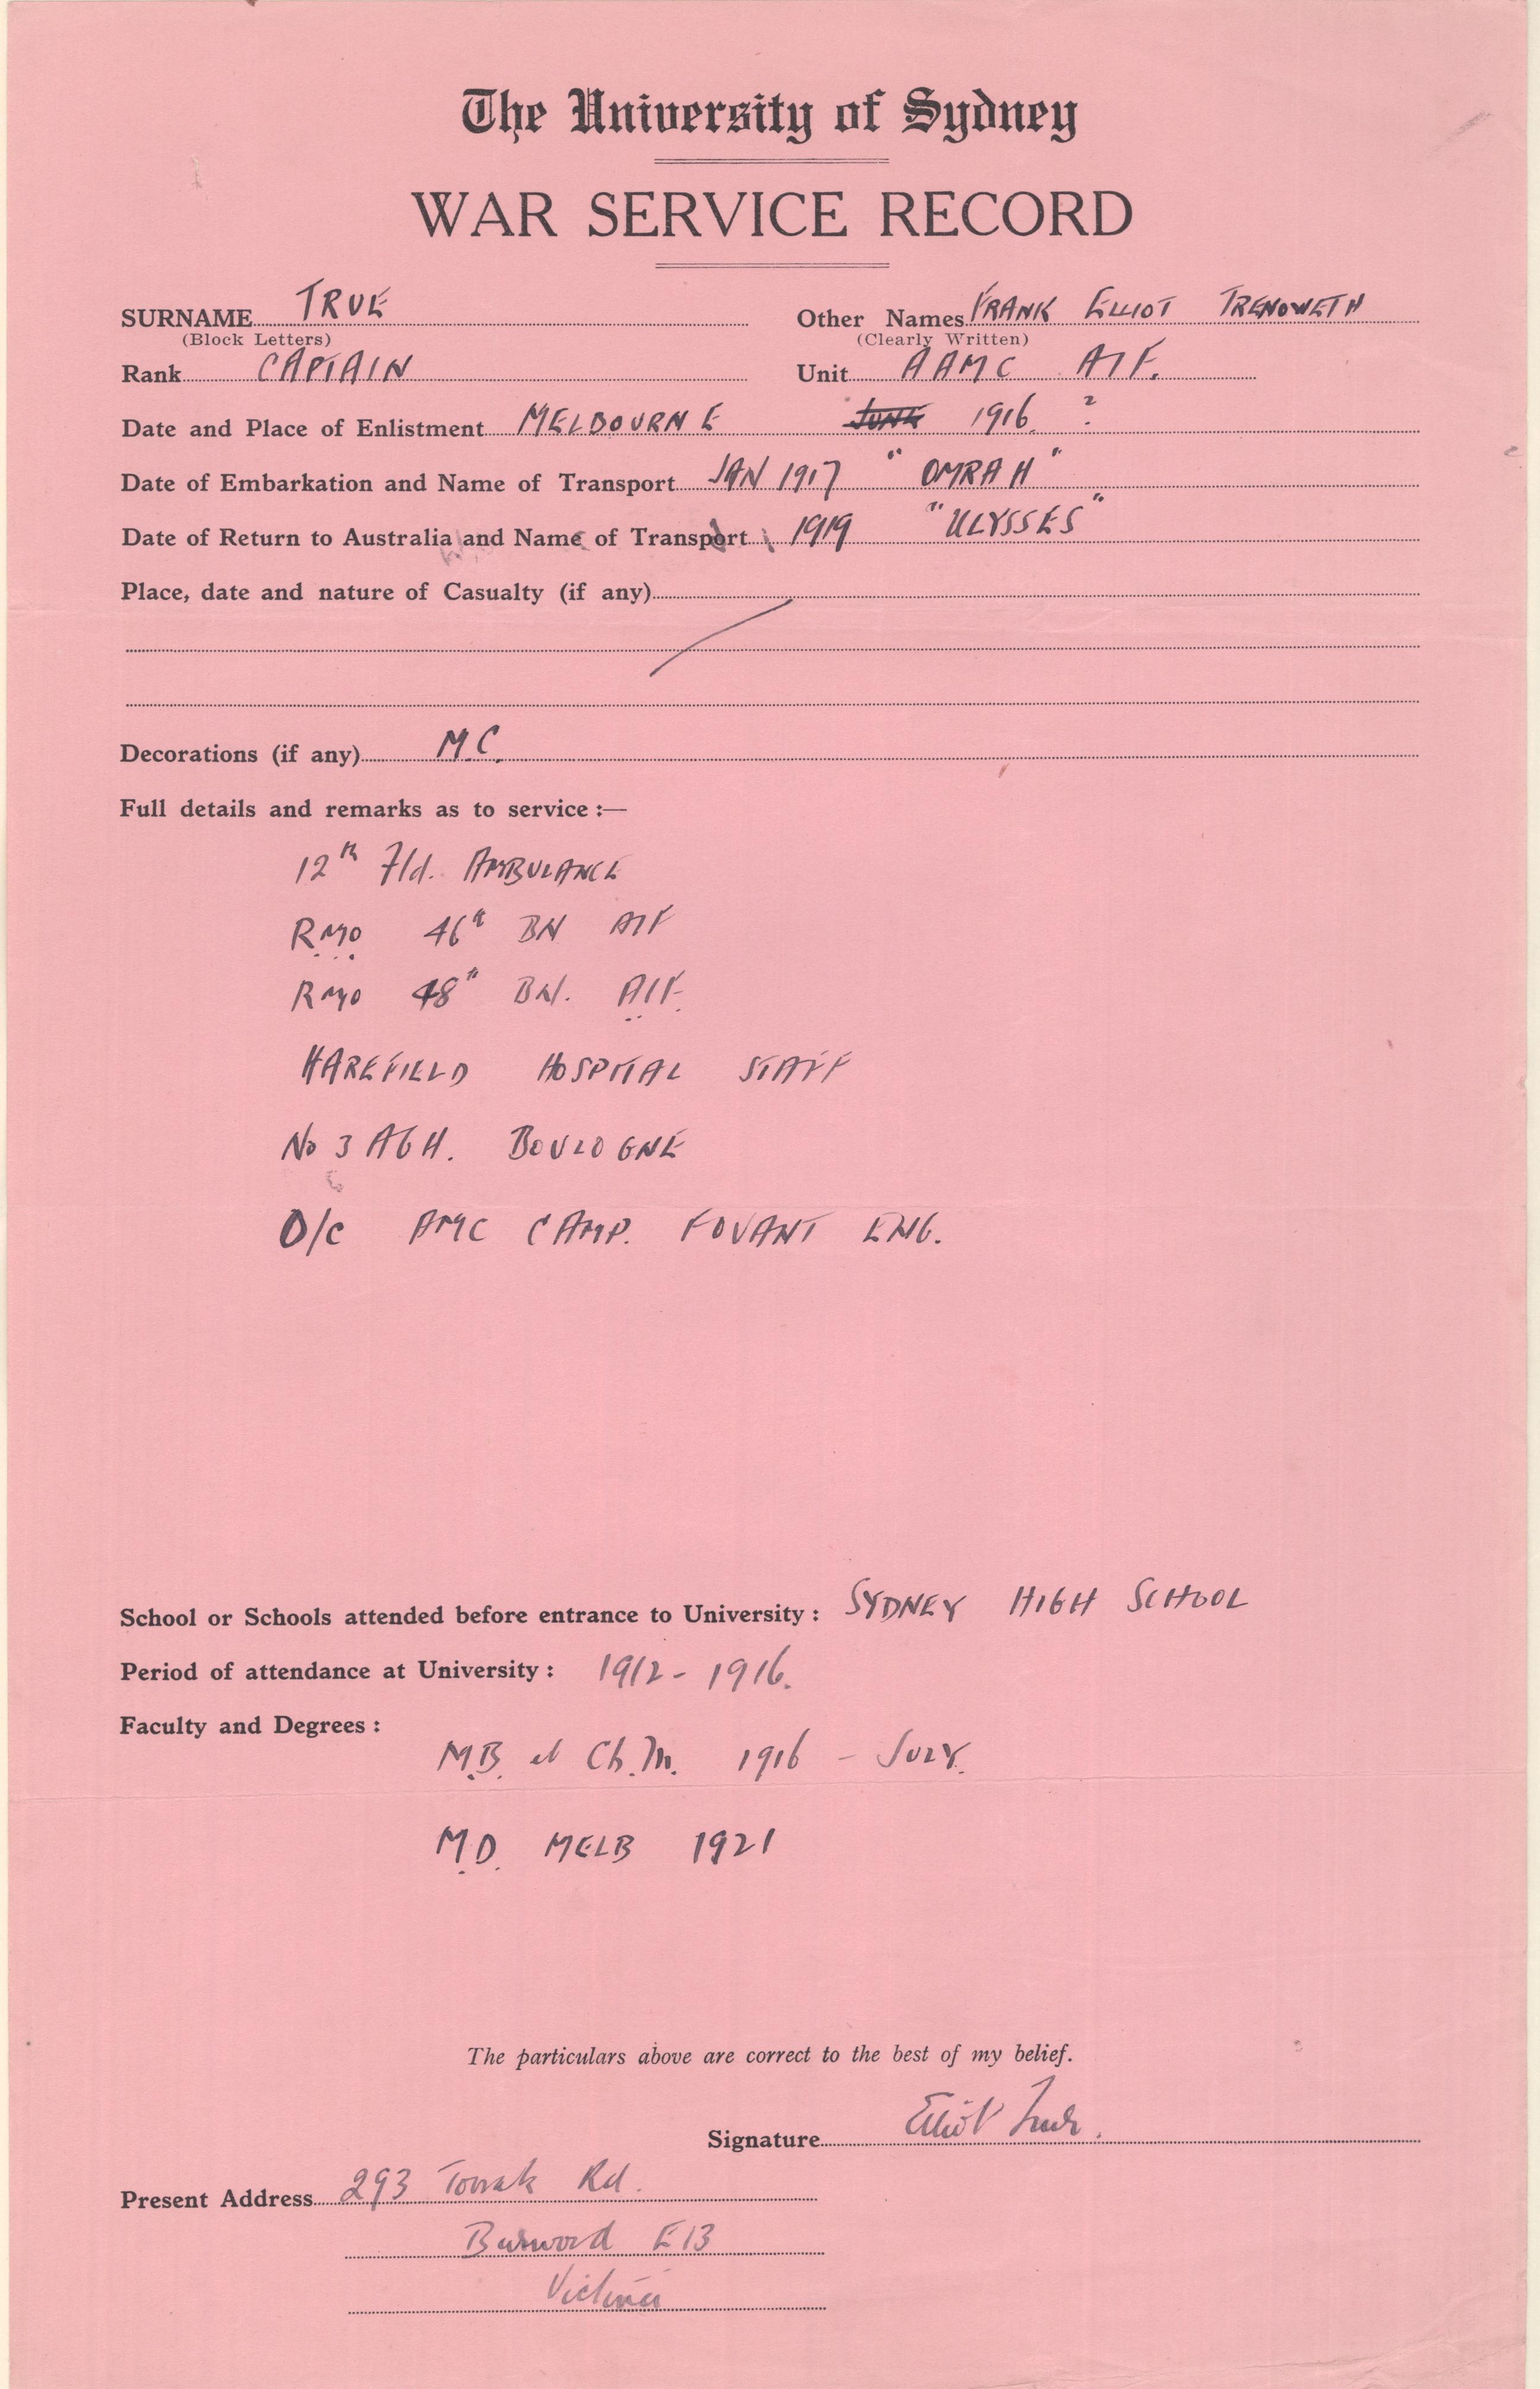 The University of Sydney
WAR SERVICE RECORD
SURNAME TRUE Other Names FRANK ELLIOT TRENOWETH
(Block Letters) (Clearly Written)
Rank CAPTAIN Unit AAMC AIF.
Date and Place of Enlistment MELBOURNE JUNE 1916 ?
Date of Embarkation and Name of Transport JAN 1917 "OMRAH"
Date of Return to Australia and Name of Transport 1919 "ULYSSES"
Place, date and nature of Casualty (if any)
Decorations (if any) M.C.
Full details and remarks as to service :—
12th Fld. AMBULANCE
RMO 46th BN AIF
RMO 48th BN. AIF.
HAREFIELD HOSPITAL STAFF
No 3 AGH. BOULOGNE
O/C AMC CAMP. FOVANT ENG.
School or Schools attended before entrance to University : SYDNEY HIGH SCHOOL
Period of attendance at University : 1912 - 1916.
Faculty and Degrees :
M.B. et Ch.M. 1916 - JULY.
M.D. MELB 1921
The particulars above are correct to the best of my belief.
Signature Elliot True.
Present Address 293 Toorak Rd.
Burwood E13
Victoria